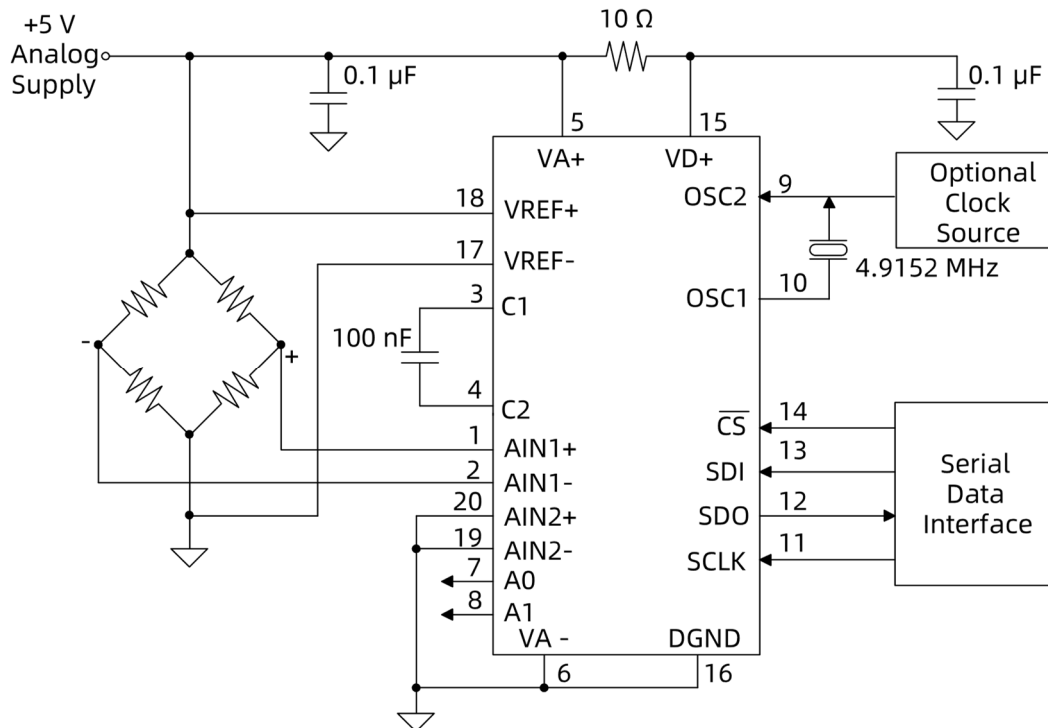 +5 V
Analog
Supply
10 Ω
0.1 µF
0.1 µF
5
15
VA+
VD+
18
VREF+
17
VREF-
3
C1
100 nF
4
C2
1
AIN1+
2
AIN1-
20
AIN2+
19
AIN2-
7
A0
8
A1
VA -
6
DGND
16
-
+
OSC2
9
Optional
Clock
Source
4.9152 MHz
10
OSC1
CS
14
SDI
13
SDO
12
SCLK
11
Serial
Data
Interface